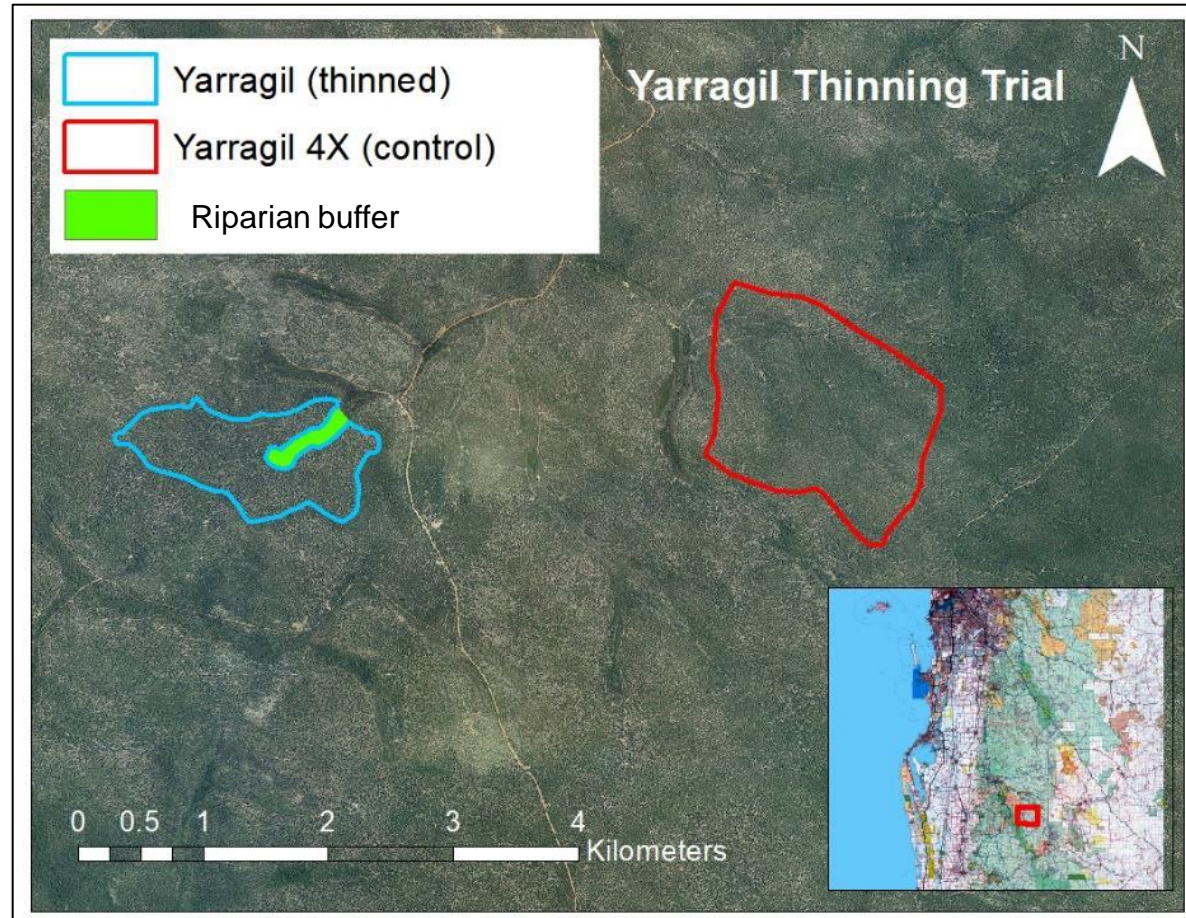 Yarragil (thinned)
Yarragil 4X (control)
Riparian buffer
Yarragil Thinning Trial
N
0 0.5 1 2 3 4
Kilometers